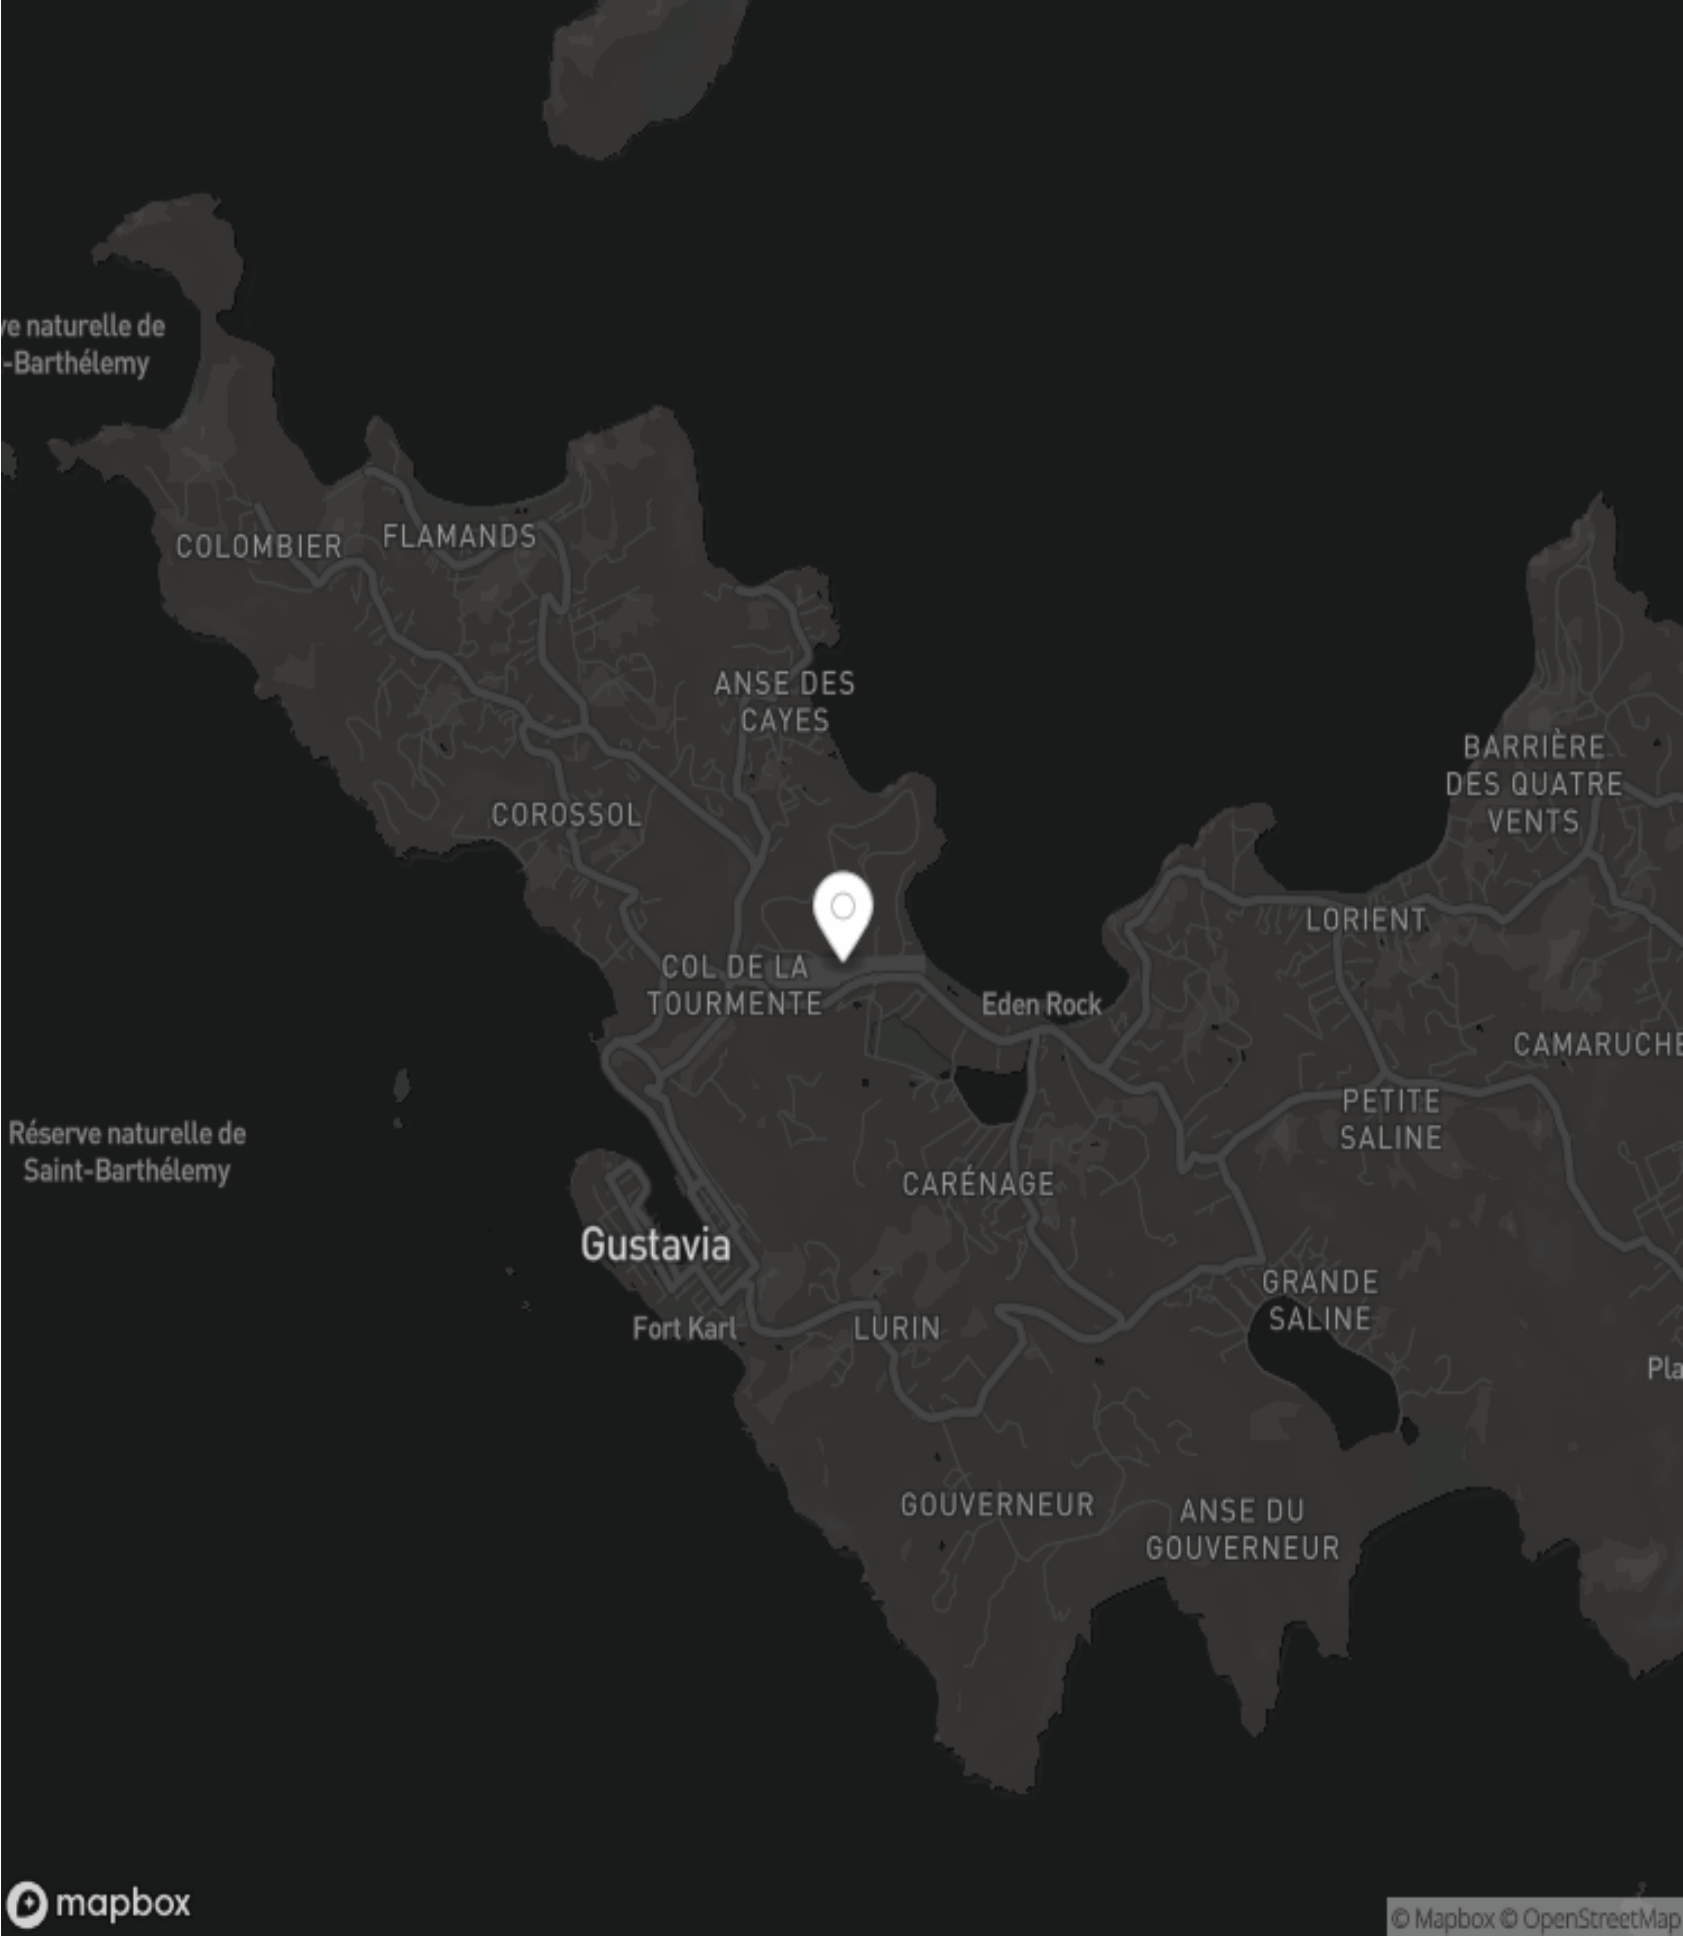 ve naturelle de
-Barthélemy
COLOMBIER
FLAMANDS
ANSE DES
CAYES
BARRIÈRE
DES QUATRE
VENTS
COROSSOL
LORIENT
COL DE LA
TOURMENTE
Eden Rock
CAMARUCHE
PETITE
SALINE
Réserve naturelle de
Saint-Barthélemy
CARÉNAGE
Gustavia
GRANDE
SALINE
Fort Karl
LURIN
Pla
GOUVERNEUR
ANSE DU
GOUVERNEUR
mapbox
© Mapbox © OpenStreetMap